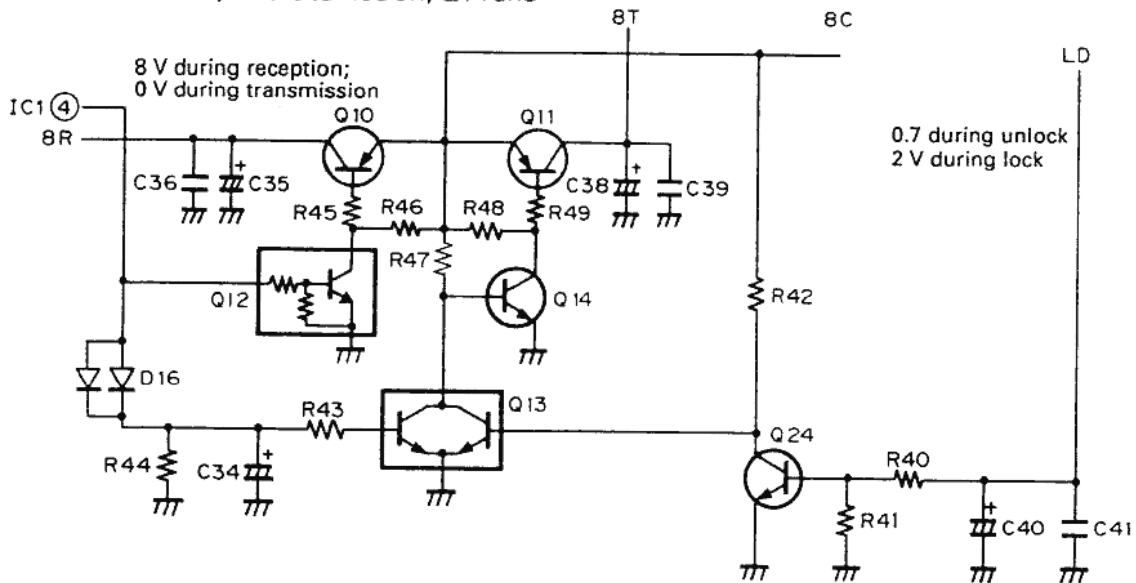 8T
8C
LD
8 V during reception;
0 V during transmission
IC1 ④
8R
Q10
Q11
0.7 during unlock
2 V during lock
C36
C35
C38
C39
R45
R46
R48
R49
R47
Q12
Q14
R42
D16
R43
Q13
Q24
R44
C34
R40
R41
C40
C41